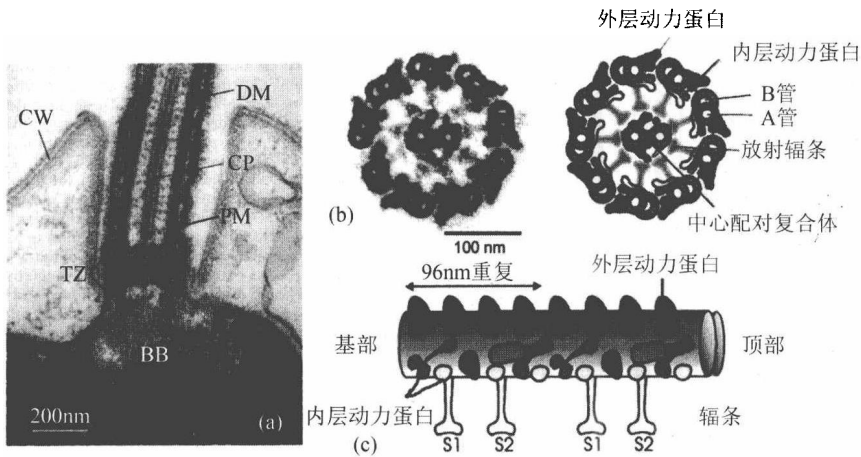 CW
DM
CP
PM
TZ
BB
200nm
(a)
外层动力蛋白
内层动力蛋白
B管
A管
放射辐条
中心配对复合体
(b)
100 nm
96nm重复
外层动力蛋白
基部
顶部
内层动力蛋白
辐条
S1
S2
S1
S2
(c)